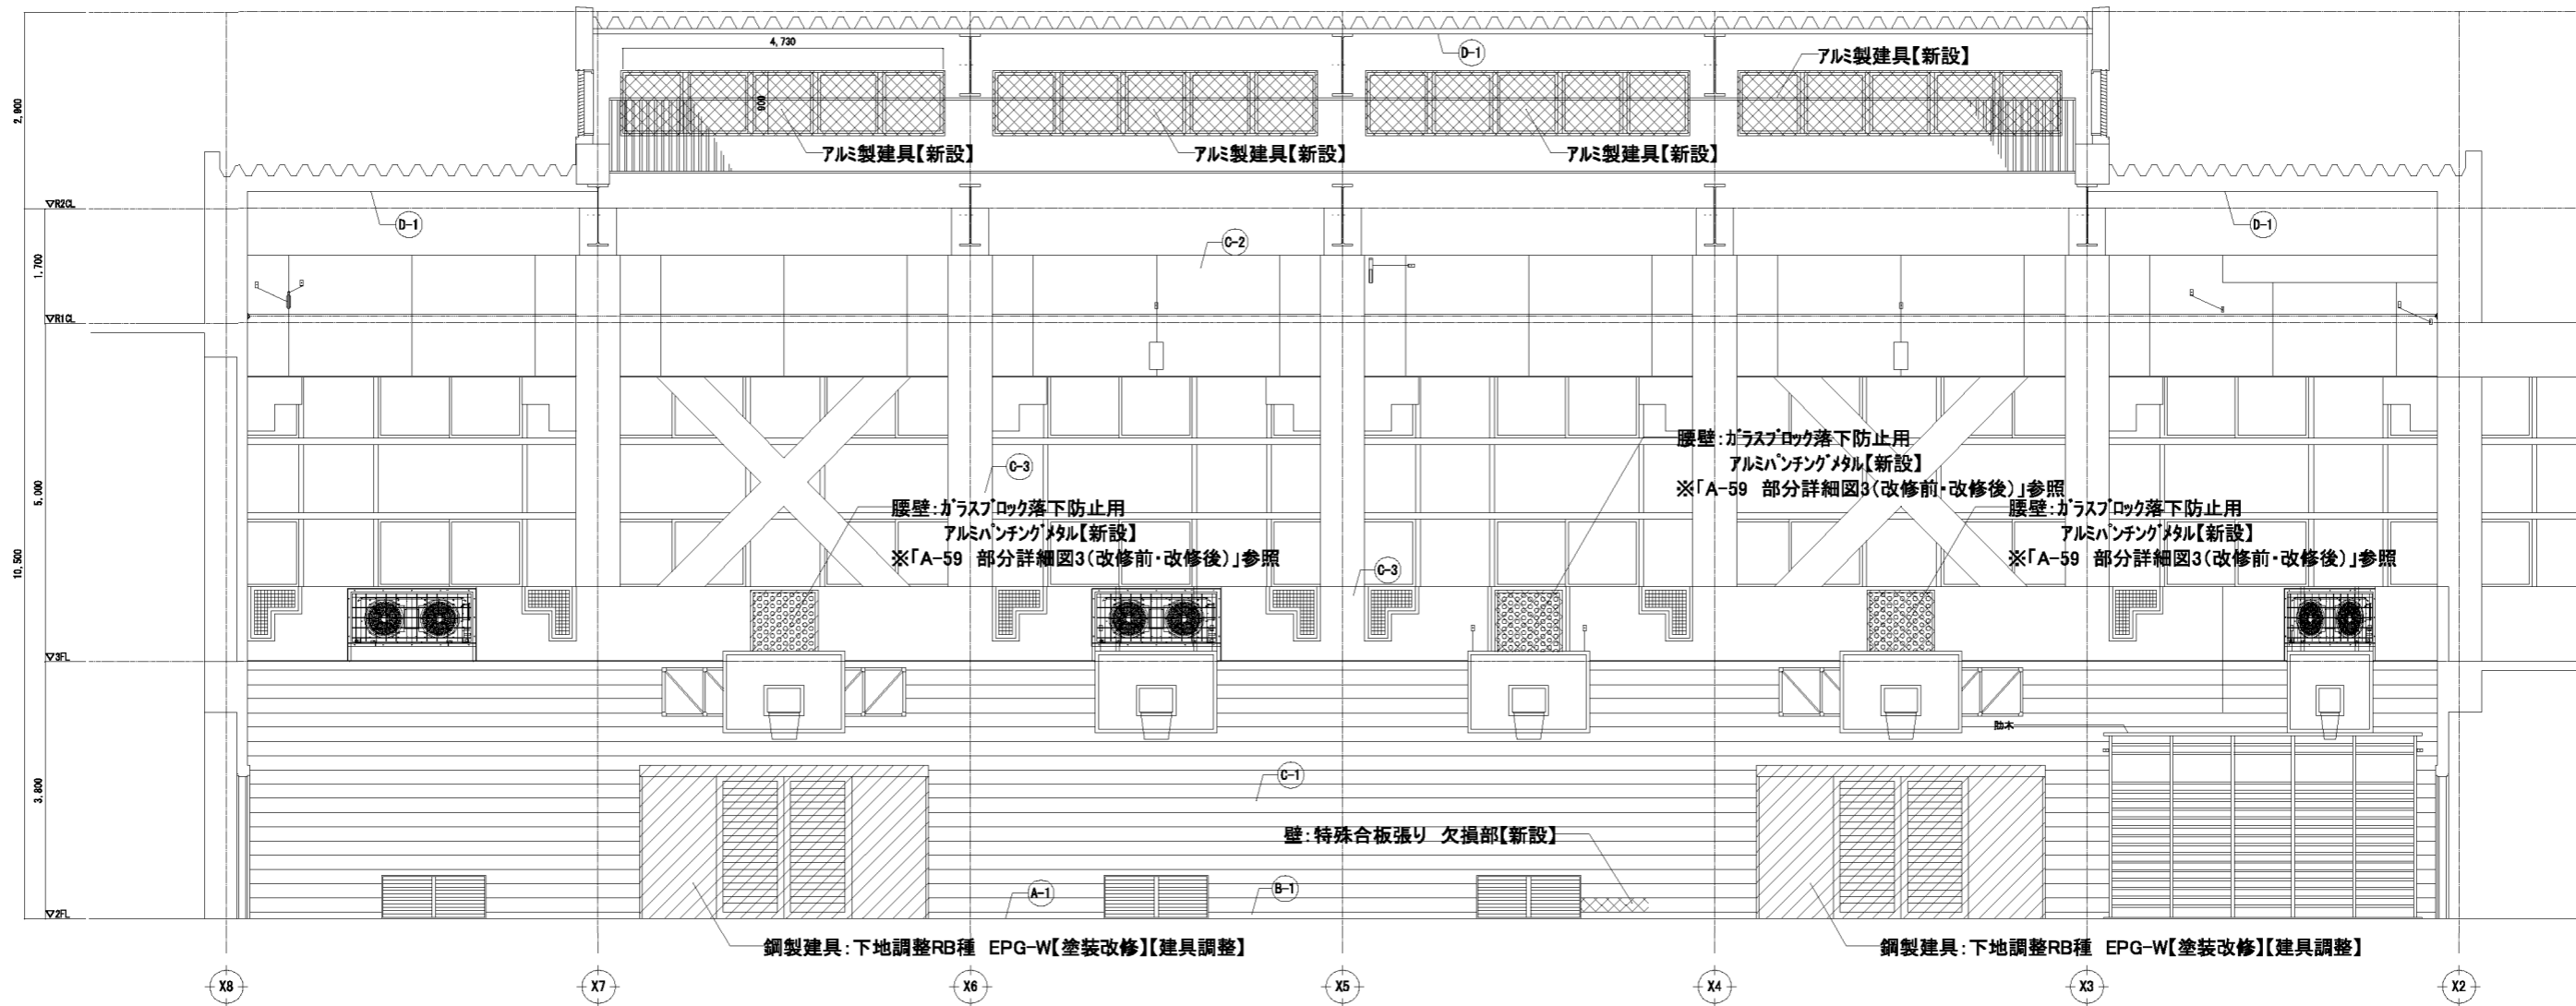 4,730
D-1
アルミ製建具【新設】
2,900
900
アルミ製建具【新設】
アルミ製建具【新設】
アルミ製建具【新設】
▽R2CL
D-1
D-1
C-2
1,700
▽R1CL
腰壁:ガラスブロック落下防止用
アルミパンチングメタル【新設】
※「A-59 部分詳細図3(改修前・改修後)」参照
C-3
腰壁:ガラスブロック落下防止用
アルミパンチングメタル【新設】
※「A-59 部分詳細図3(改修前・改修後)」参照
腰壁:ガラスブロック落下防止用
アルミパンチングメタル【新設】
※「A-59 部分詳細図3(改修前・改修後)」参照
5,000
10,500
C-3
▽3FL
肋木
C-1
3,800
壁:特殊合板張り 欠損部【新設】
A-1
B-1
▽2FL
鋼製建具:下地調整RB種 EPG-W【塗装改修】【建具調整】
鋼製建具:下地調整RB種 EPG-W【塗装改修】【建具調整】
X8
X7
X6
X5
X4
X3
X2